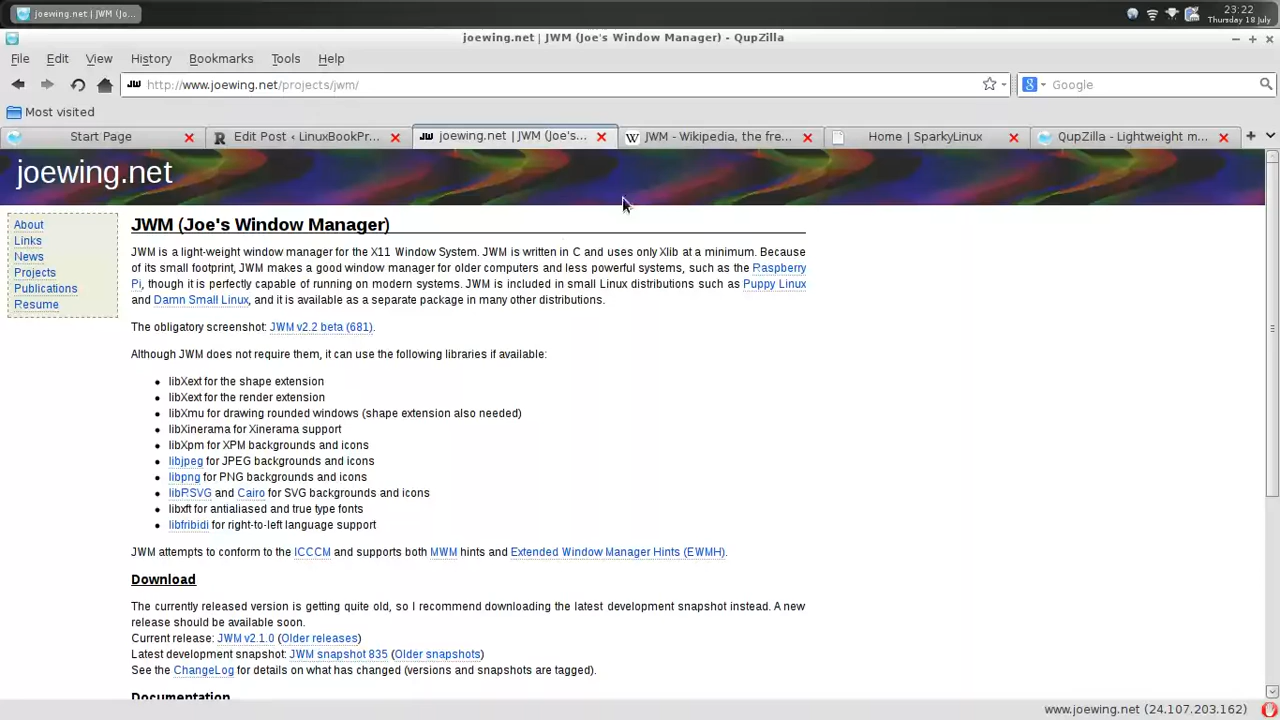 joewing.net | JWM (Jo...
23:22
Thursday 18 July
joewing.net | JWM (Joe's Window Manager) - QupZilla
File Edit View History Bookmarks Tools Help
JW http://www.joewing.net/projects/jwm/
8 Google
Most visited
Start Page
R Edit Post ‹ LinuxBookPr...
JW joewing.net | JWM (Joe's...
W JWM - Wikipedia, the fre...
Home | SparkyLinux
QupZilla - Lightweight m...
joewing.net
About
Links
News
Projects
Publications
Resume
JWM (Joe's Window Manager)
JWM is a light-weight window manager for the X11 Window System. JWM is written in C and uses only Xlib at a minimum. Because
of its small footprint, JWM makes a good window manager for older computers and less powerful systems, such as the Raspberry
Pi, though it is perfectly capable of running on modern systems. JWM is included in small Linux distributions such as Puppy Linux
and Damn Small Linux, and it is available as a separate package in many other distributions.
The obligatory screenshot: JWM v2.2 beta (681).
Although JWM does not require them, it can use the following libraries if available:
• libXext for the shape extension
• libXext for the render extension
• libXmu for drawing rounded windows (shape extension also needed)
• libXinerama for Xinerama support
• libXpm for XPM backgrounds and icons
• libjpeg for JPEG backgrounds and icons
• libpng for PNG backgrounds and icons
• libRSVG and Cairo for SVG backgrounds and icons
• libxft for antialiased and true type fonts
• libfribidi for right-to-left language support
JWM attempts to conform to the ICCCM and supports both MWM hints and Extended Window Manager Hints (EWMH).
Download
The currently released version is getting quite old, so I recommend downloading the latest development snapshot instead. A new
release should be available soon.
Current release: JWM v2.1.0 (Older releases)
Latest development snapshot: JWM snapshot 835 (Older snapshots)
See the ChangeLog for details on what has changed (versions and snapshots are tagged).
Documentation
www.joewing.net (24.107.203.162)